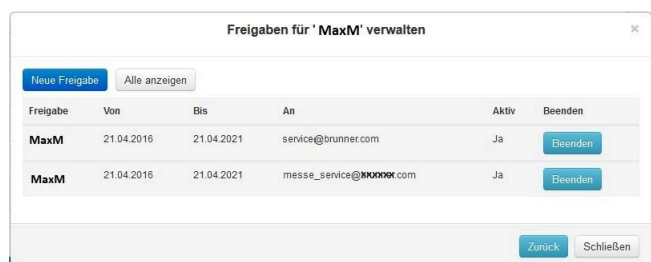 Freigaben für 'MaxM' verwalten
×
Neue Freigabe Alle anzeigen
Freigabe Von Bis An Aktiv Beenden
MaxM 21.04.2016 21.04.2021 service@brunner.com Ja Beenden
MaxM 21.04.2016 21.04.2021 messe_service@xxxxxx.com Ja Beenden
Zurück Schließen